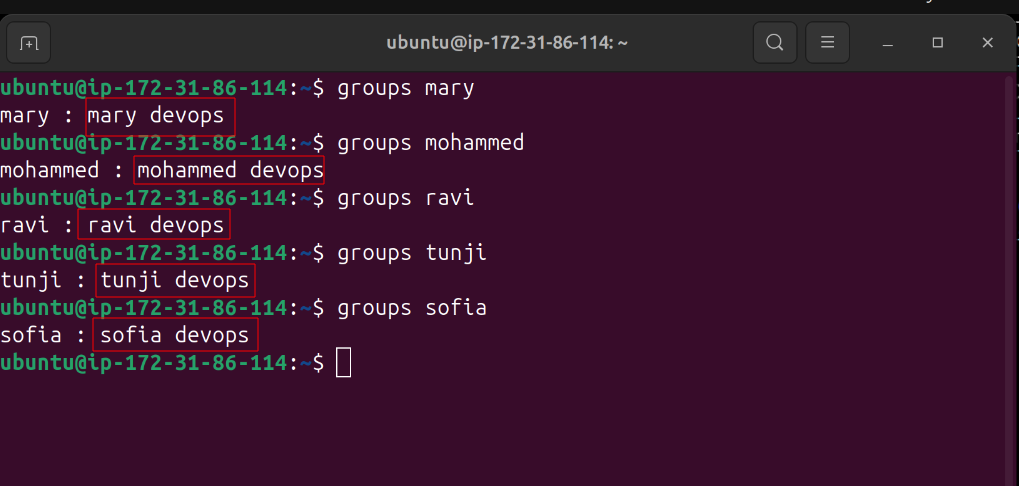 ubuntu@ip-172-31-86-114: ~
ubuntu@ip-172-31-86-114:~$ groups mary
mary : mary devops
ubuntu@ip-172-31-86-114:~$ groups mohammed
mohammed : mohammed devops
ubuntu@ip-172-31-86-114:~$ groups ravi
ravi : ravi devops
ubuntu@ip-172-31-86-114:~$ groups tunji
tunji : tunji devops
ubuntu@ip-172-31-86-114:~$ groups sofia
sofia : sofia devops
ubuntu@ip-172-31-86-114:~$